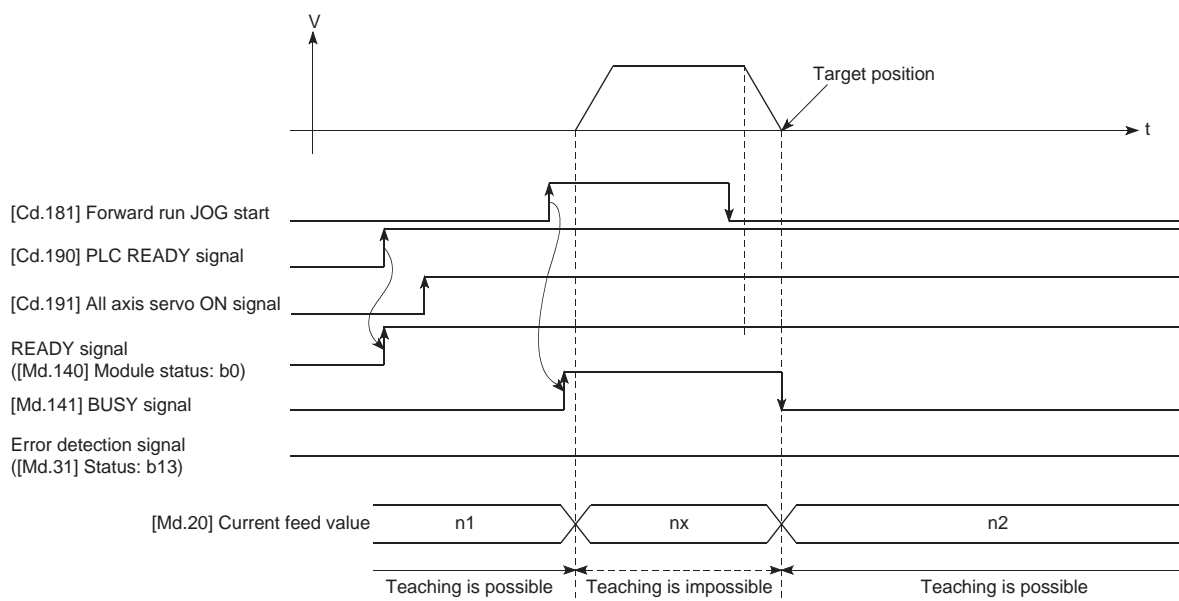 V
Target position
t
[Cd.181] Forward run JOG start
[Cd.190] PLC READY signal
[Cd.191] All axis servo ON signal
READY signal
([Md.140] Module status: b0)
[Md.141] BUSY signal
Error detection signal
([Md.31] Status: b13)
[Md.20] Current feed value
n1
nx
n2
Teaching is possible
Teaching is impossible
Teaching is possible